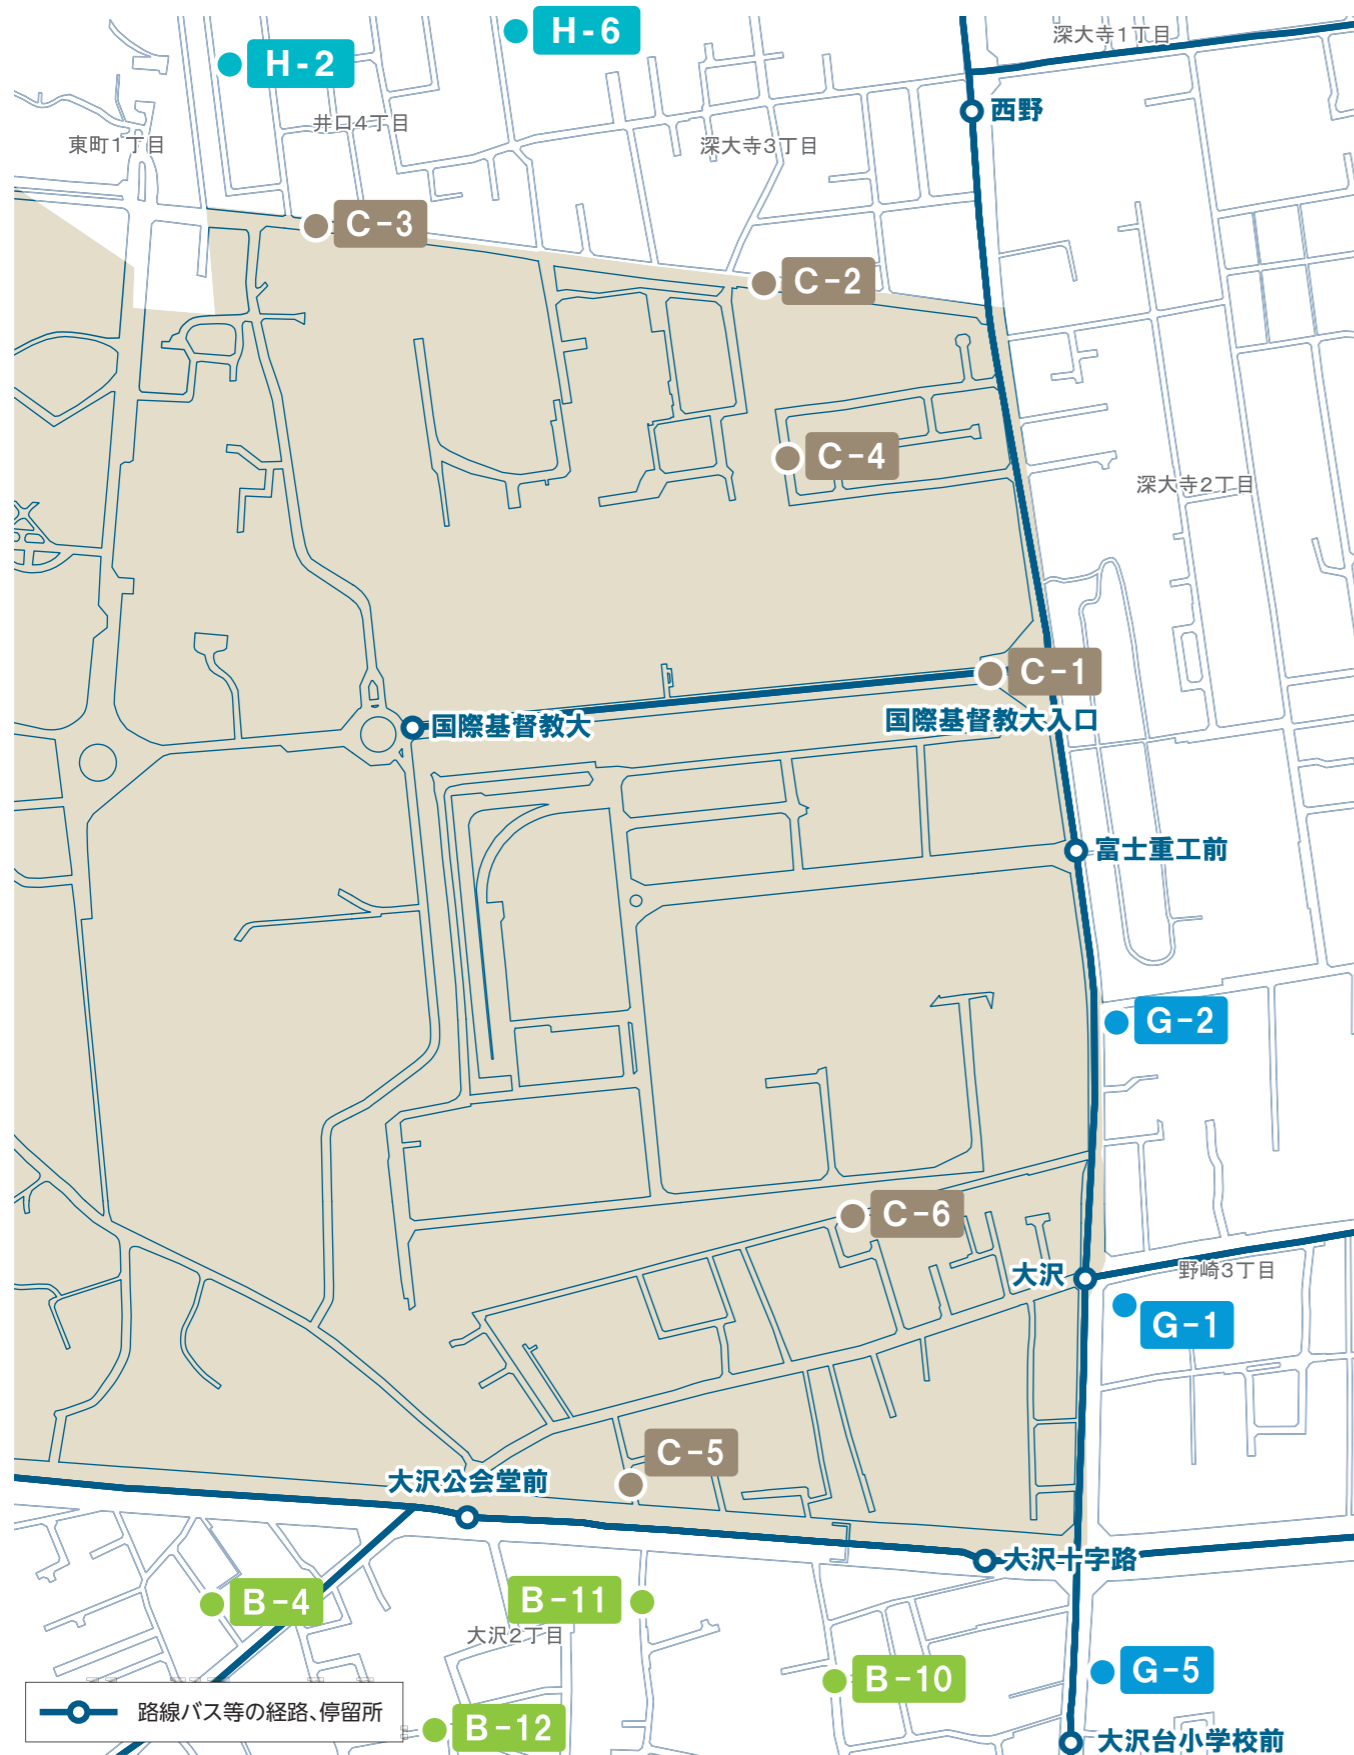 H-6
深大寺1丁目
H-2
西野
井口4丁目
東町1丁目
深大寺3丁目
C-3
C-2
C-4
深大寺2丁目
C-1
国際基督教大入口
国際基督教大
富士重工前
G-2
C-6
大沢
野崎3丁目
G-1
C-5
大沢公会堂前
大沢十字路
B-4
B-11
大沢2丁目
G-5
B-10
路線バス等の経路、停留所
B-12
大沢台小学校前